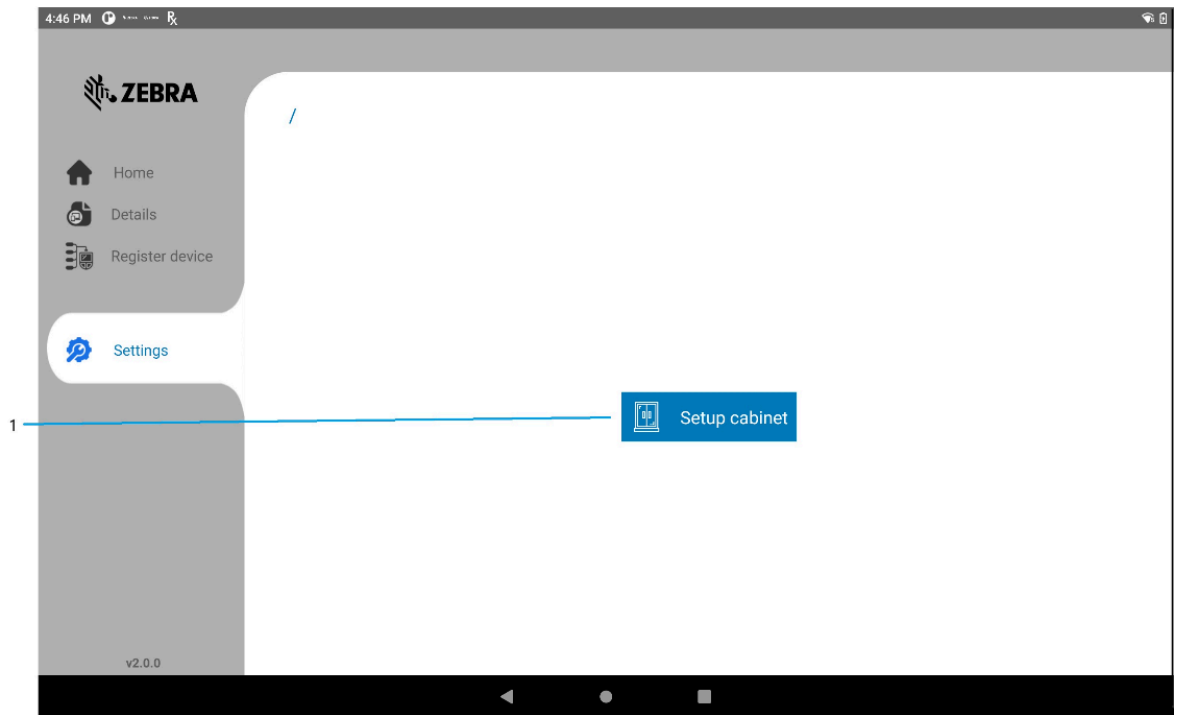 4:46 PM
ZEBRA
/
Home
Details
Register device
Settings
1
Setup cabinet
v2.0.0